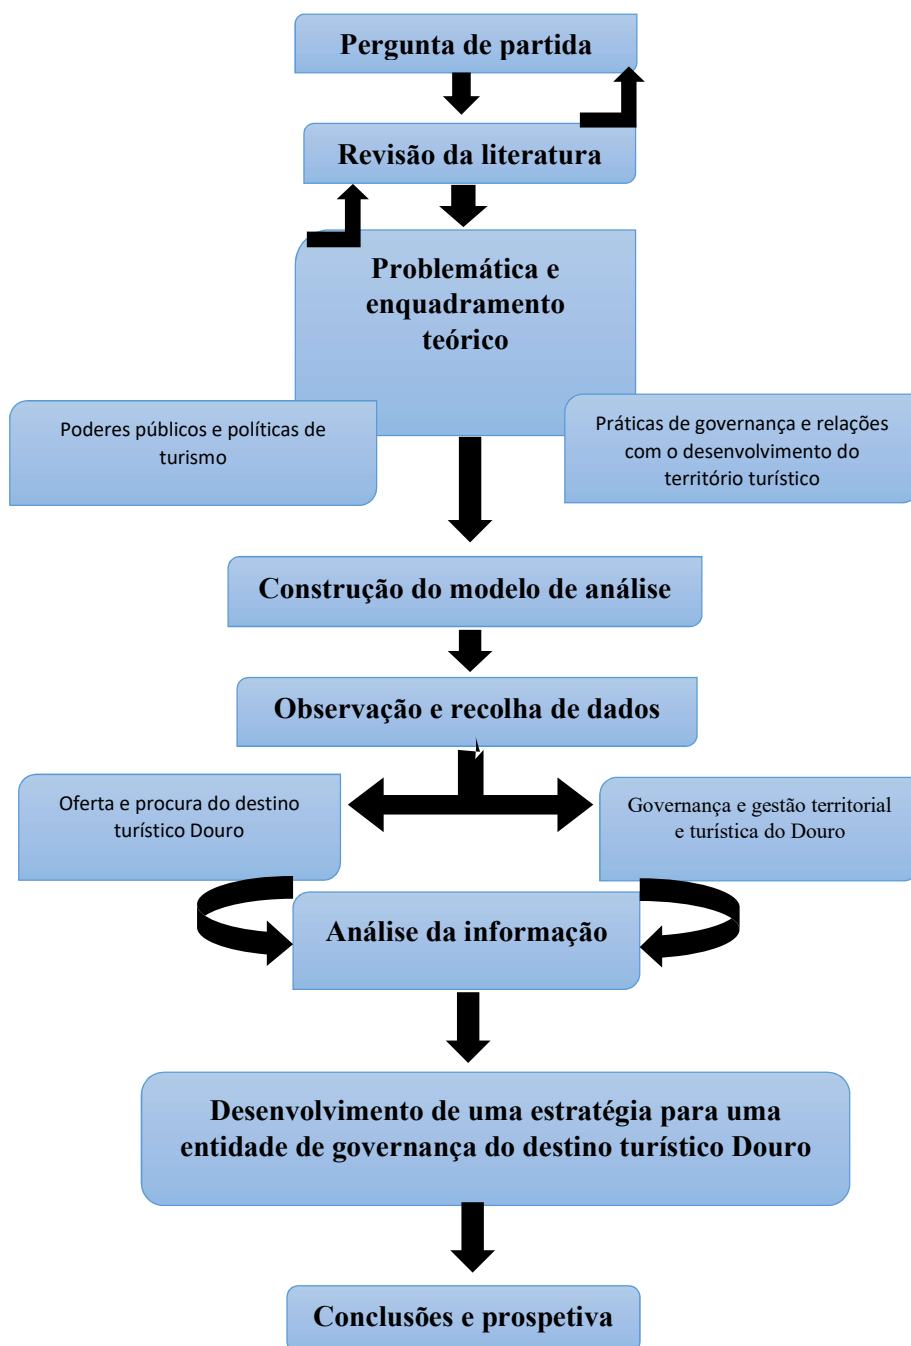 Pergunta de partida
Revisão da literatura
Problemática e
enquadramento
teórico
Poderes públicos e políticas de
turismo
Práticas de governança e relações
com o desenvolvimento do
território turístico
Construção do modelo de análise
Observação e recolha de dados
Oferta e procura do destino
turístico Douro
Governança e gestão territorial
e turística do Douro
Análise da informação
Desenvolvimento de uma estratégia para uma
entidade de governança do destino turístico Douro
Conclusões e prospetiva